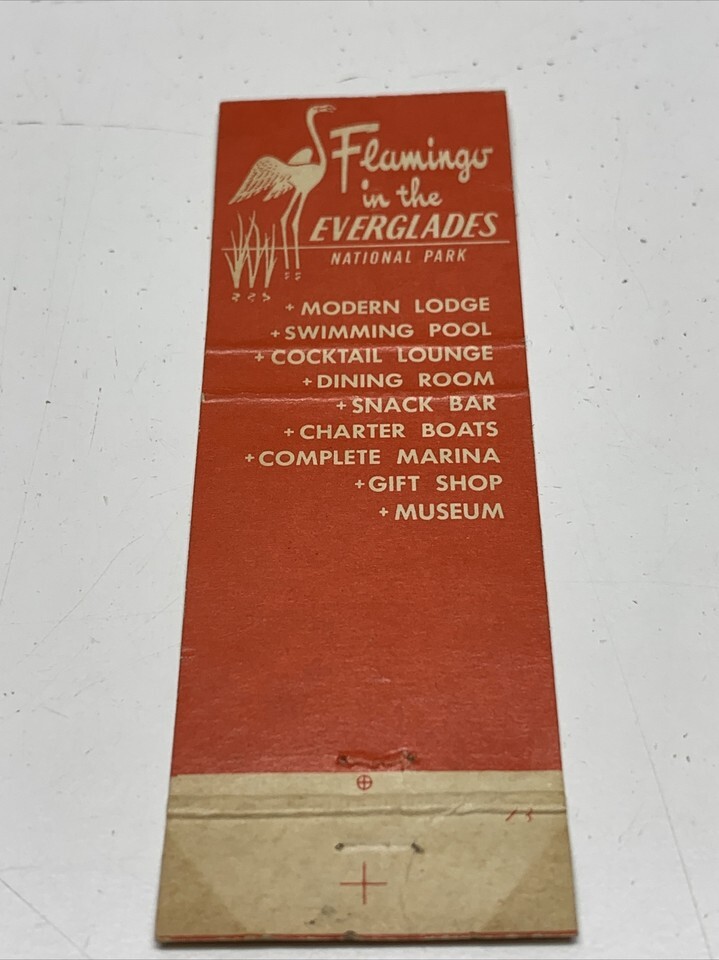 Flamingo
in the
EVERGLADES
NATIONAL PARK
+ MODERN LODGE
+ SWIMMING POOL
+ COCKTAIL LOUNGE
+ DINING ROOM
+ SNACK BAR
+ CHARTER BOATS
+ COMPLETE MARINA
+ GIFT SHOP
+ MUSEUM